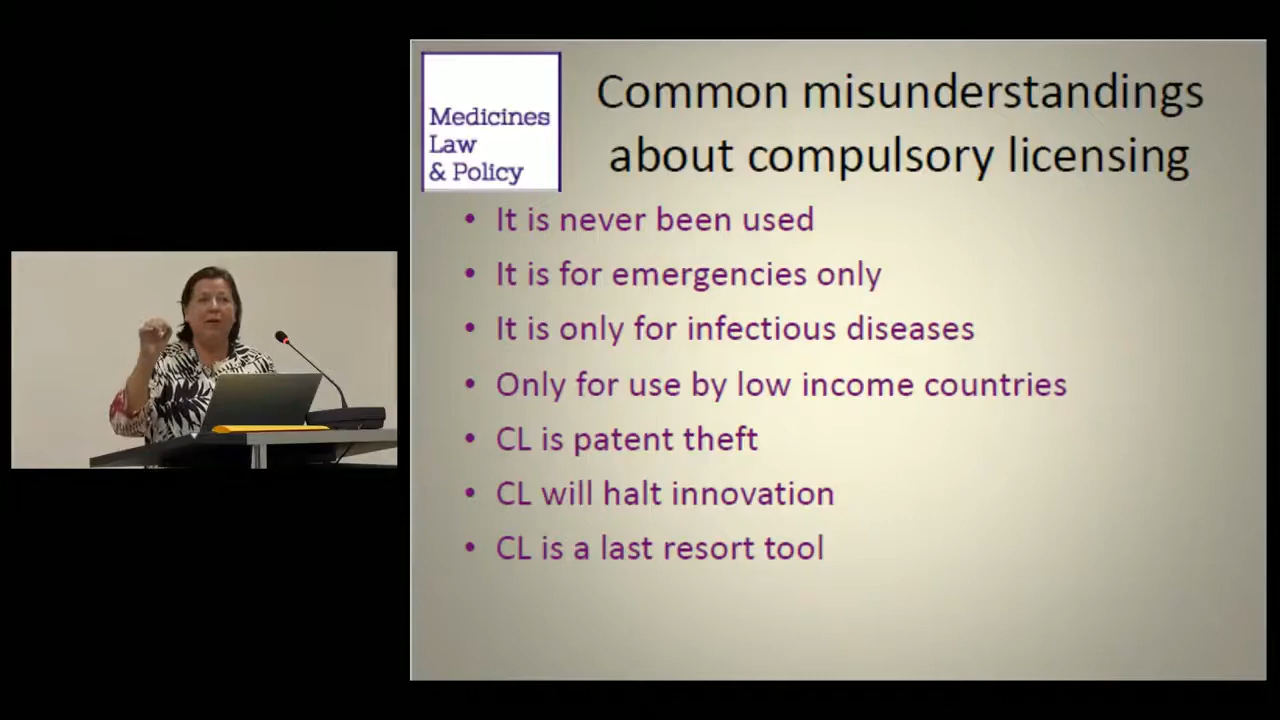 Medicines
Law
& Policy
Common misunderstandings
about compulsory licensing
• It is never been used
• It is for emergencies only
• It is only for infectious diseases
• Only for use by low income countries
• CL is patent theft
• CL will halt innovation
• CL is a last resort tool